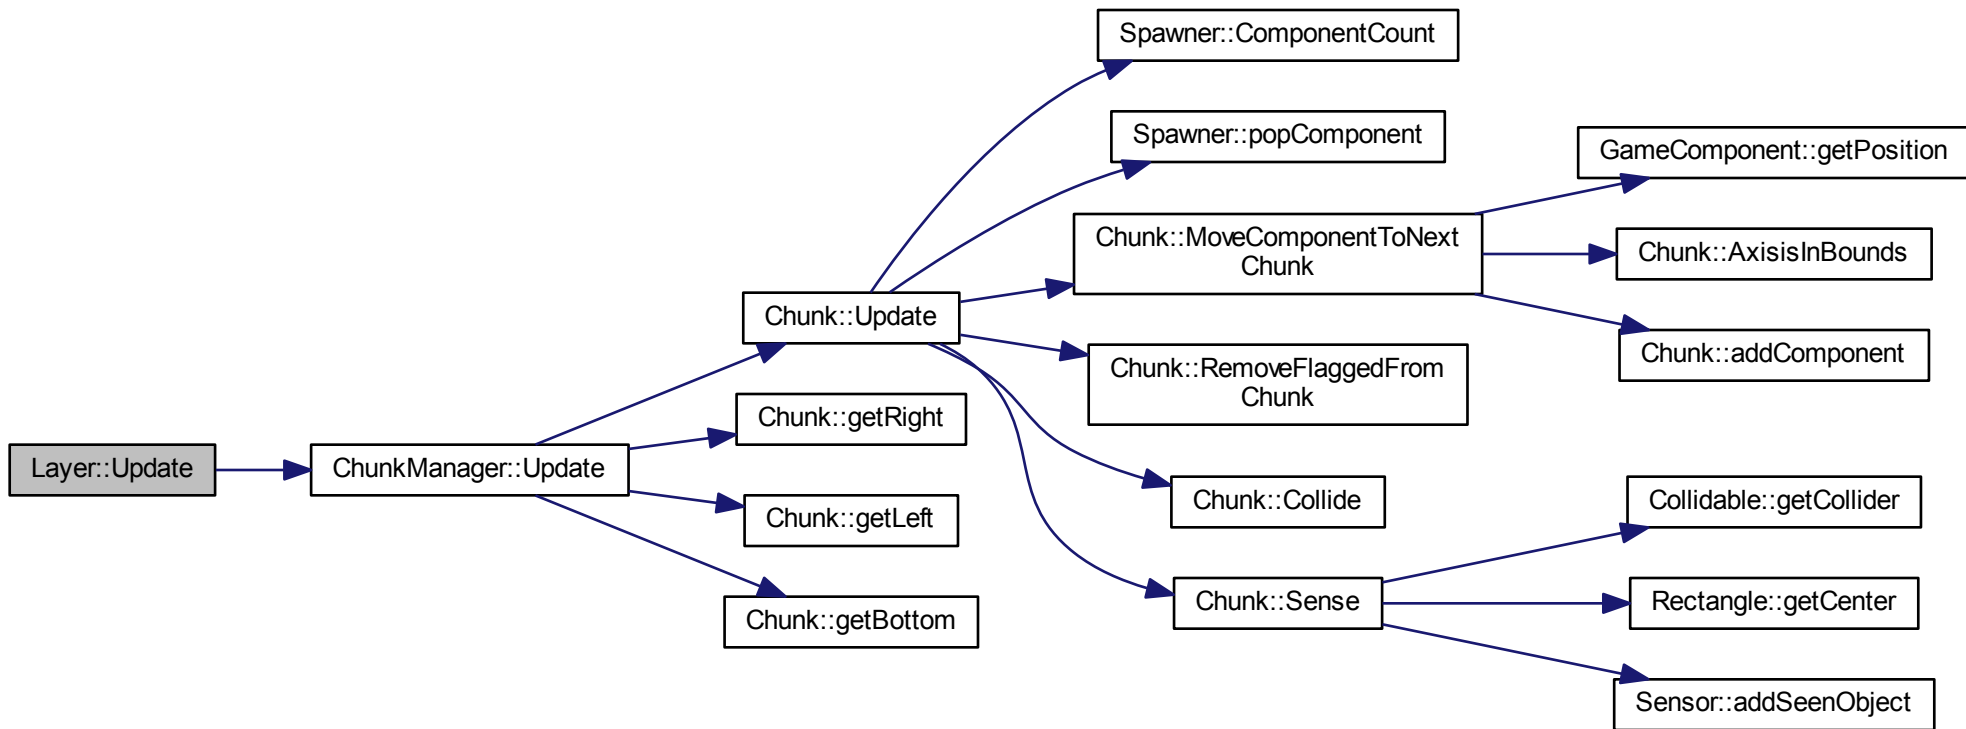 Spawner::ComponentCount
Spawner::popComponent
GameComponent::getPosition
Chunk::MoveComponentToNext
Chunk
Chunk::AxisisInBounds
Chunk::Update
Chunk::addComponent
Chunk::RemoveFlaggedFrom
Chunk
Chunk::getRight
Layer::Update
ChunkManager::Update
Chunk::getLeft
Chunk::Collide
Collidable::getCollider
Chunk::Sense
Rectangle::getCenter
Chunk::getBottom
Sensor::addSeenObject